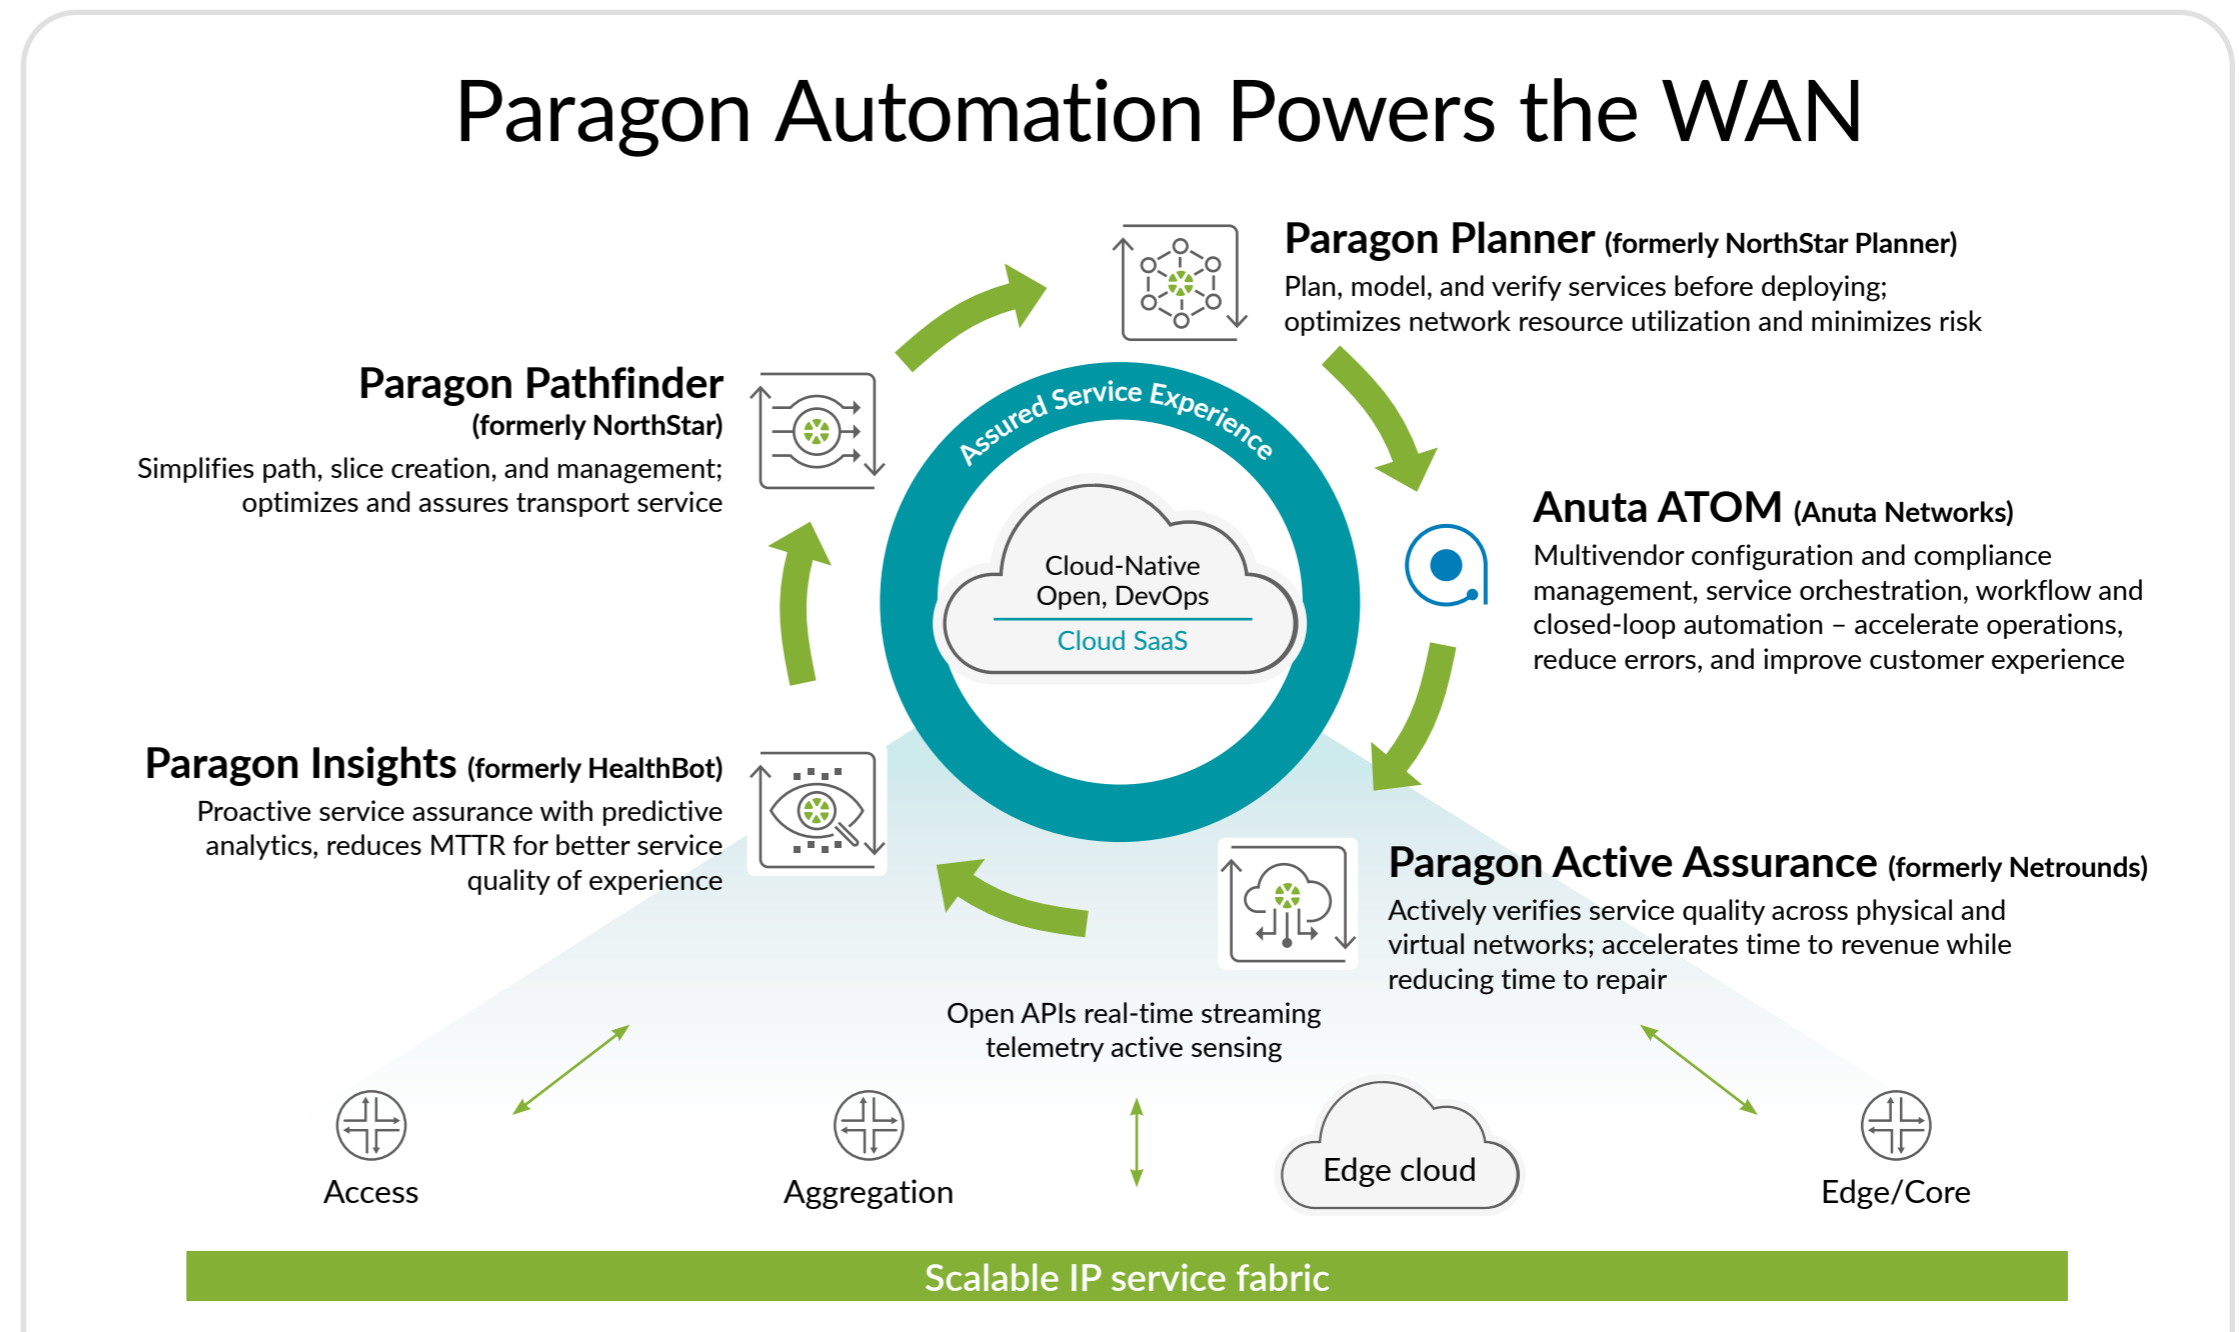 Paragon Automation Powers the WAN
Paragon Planner (formerly NorthStar Planner)
Plan, model, and verify services before deploying;
optimizes network resource utilization and minimizes risk
Paragon Pathfinder
(formerly NorthStar)
Simplifies path, slice creation, and management;
optimizes and assures transport service
Assured Service Experience
Cloud-Native
Open, DevOps
Cloud SaaS
Anuta ATOM (Anuta Networks)
Multivendor configuration and compliance
management, service orchestration, workflow and
closed-loop automation – accelerate operations,
reduce errors, and improve customer experience
Paragon Insights (formerly HealthBot)
Proactive service assurance with predictive
analytics, reduces MTTR for better service
quality of experience
Paragon Active Assurance (formerly Netrounds)
Actively verifies service quality across physical and
virtual networks; accelerates time to revenue while
reducing time to repair
Open APIs real-time streaming
telemetry active sensing
Access
Aggregation
Edge cloud
Edge/Core
Scalable IP service fabric